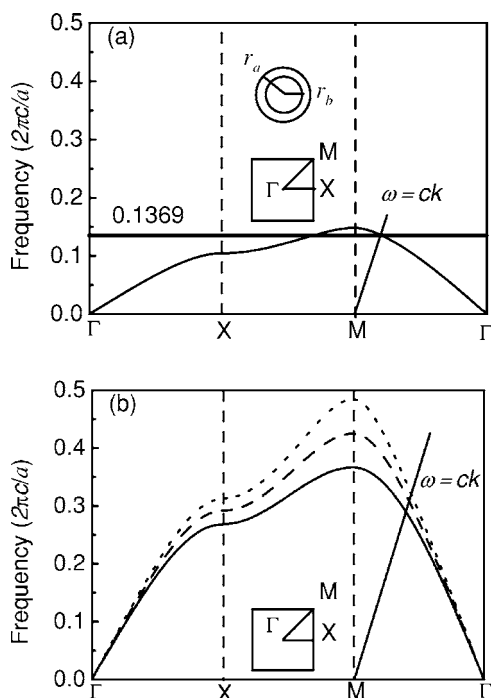 (a)
0.5
0.4
0.3
0.2
0.1
0.0
Frequency (2πc/a)
r_a
r_b
M
Γ
X
0.1369
ω = ck
Γ X M Γ
(b)
0.5
0.4
0.3
0.2
0.1
0.0
Frequency (2πc/a)
ω = ck
M
Γ
X
Γ X M Γ